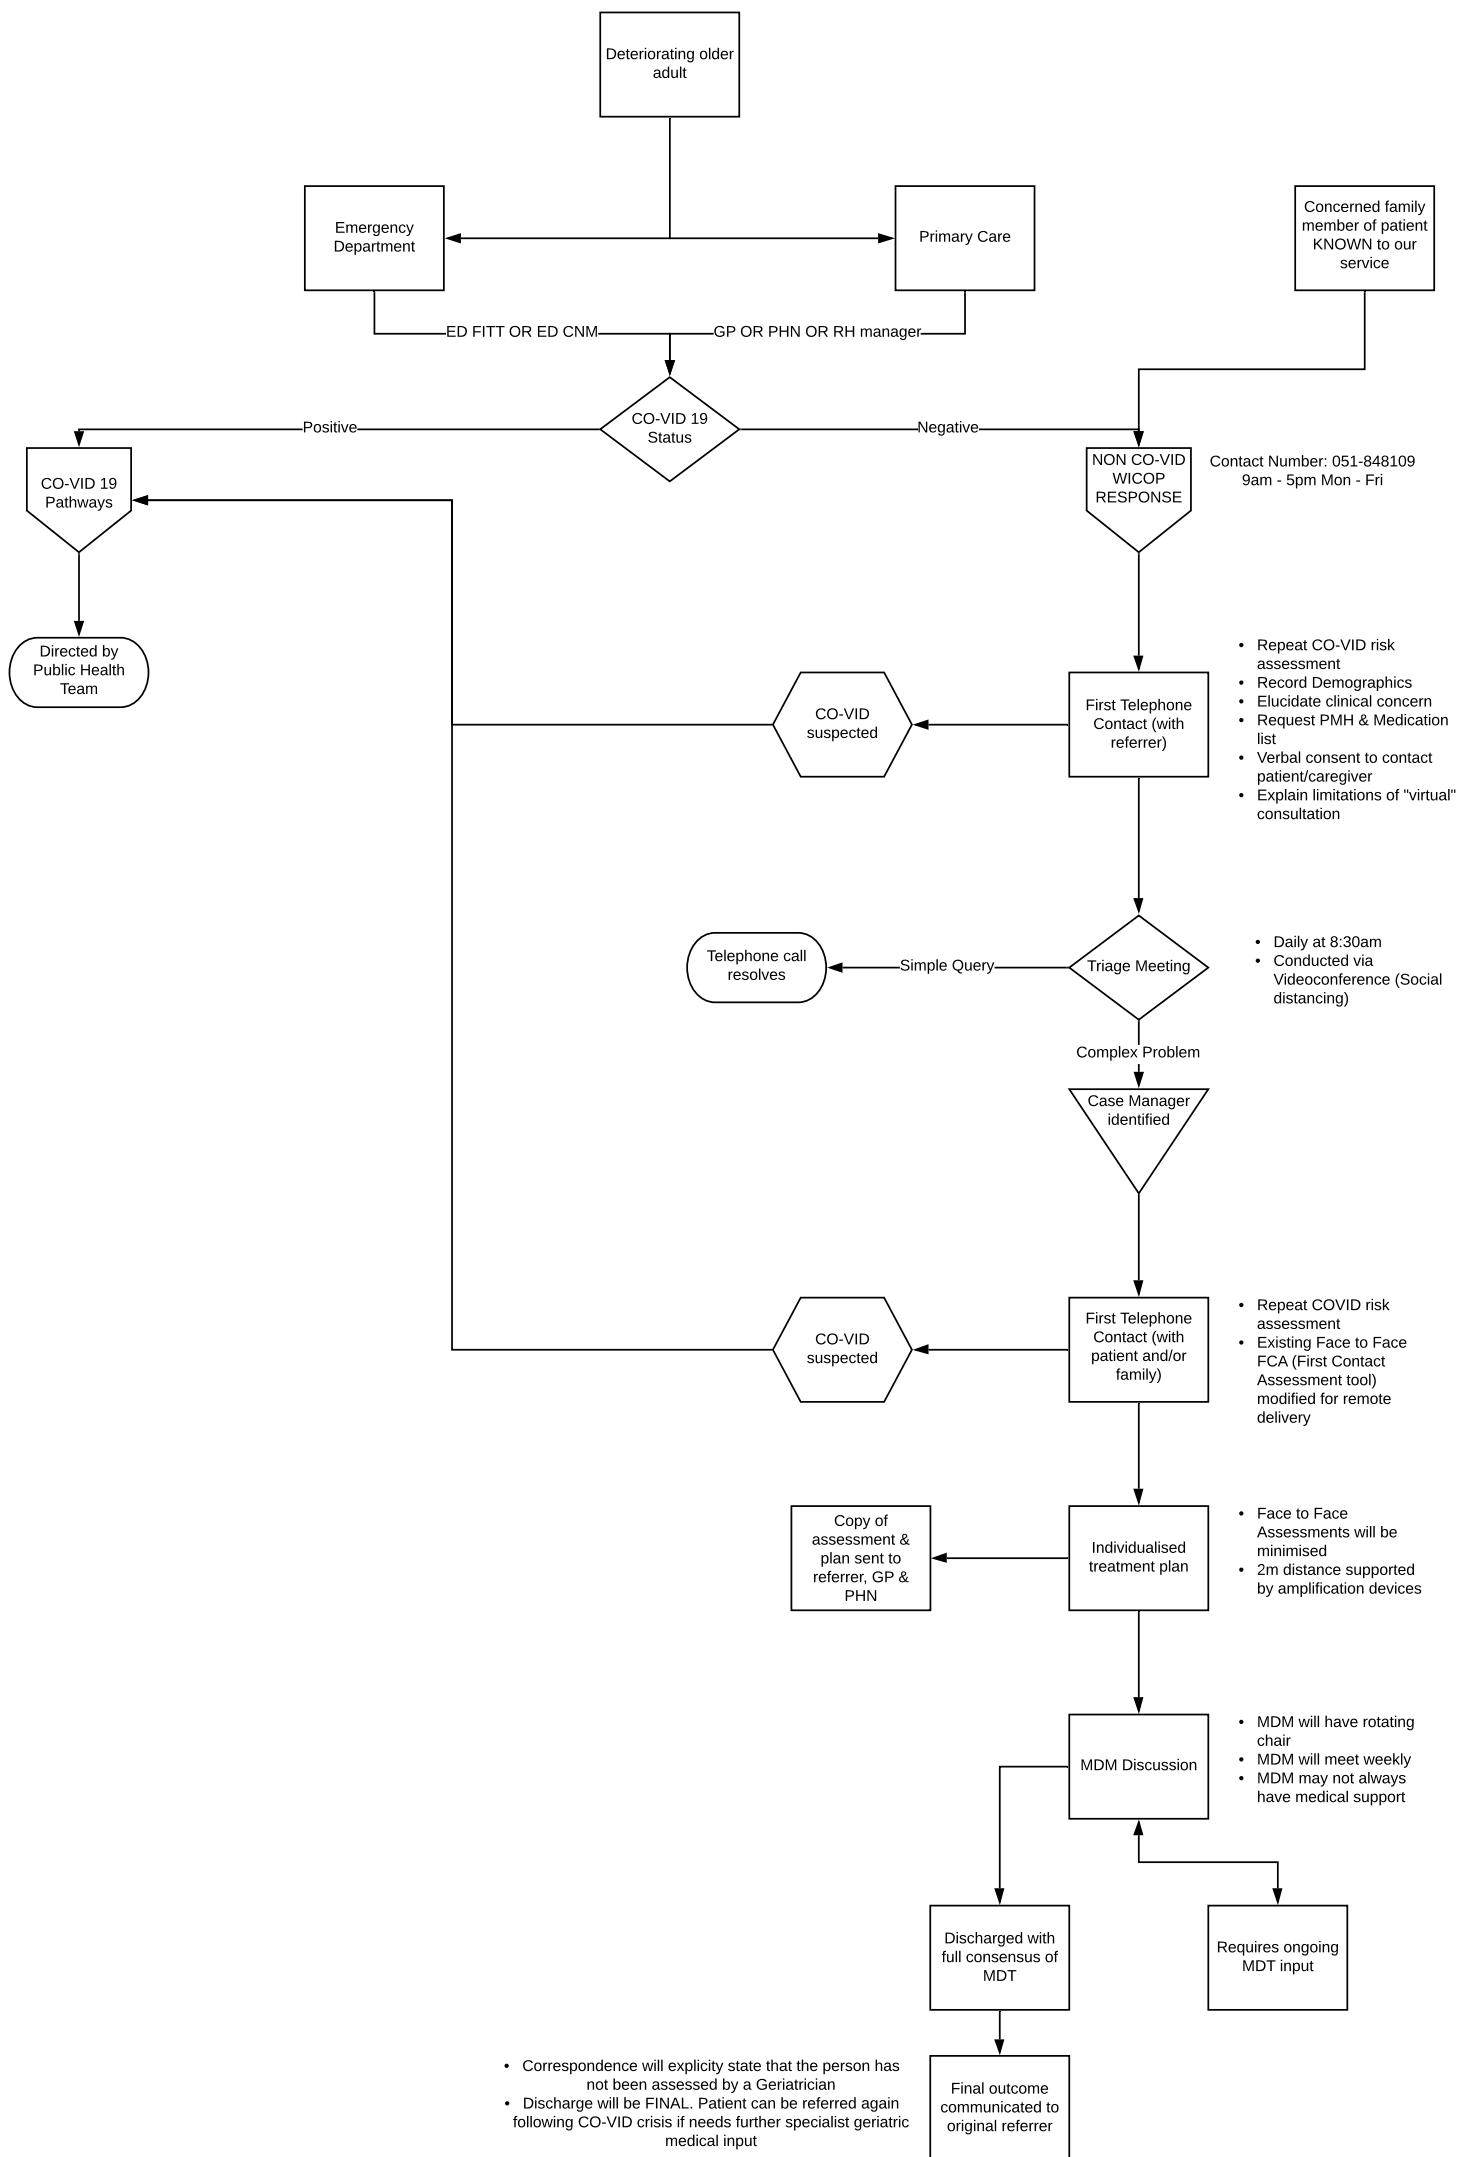 Deteriorating older
adult
Emergency
Department
Primary Care
Concerned family
member of patient
KNOWN to our
service
ED FITT OR ED CNM
GP OR PHN OR RH manager
CO-VID 19
Status
Positive
Negative
CO-VID 19
Pathways
NON CO-VID
WICOP
RESPONSE
Contact Number: 051-848109
9am - 5pm Mon - Fri
Directed by
Public Health
Team
CO-VID
suspected
First Telephone
Contact (with
referrer)
• Repeat CO-VID risk
assessment
• Record Demographics
• Elucidate clinical concern
• Request PMH & Medication
list
• Verbal consent to contact
patient/caregiver
• Explain limitations of "virtual"
consultation
Telephone call
resolves
Simple Query
Triage Meeting
• Daily at 8:30am
• Conducted via
Videoconference (Social
distancing)
Complex Problem
Case Manager
identified
CO-VID
suspected
First Telephone
Contact (with
patient and/or
family)
• Repeat COVID risk
assessment
• Existing Face to Face
FCA (First Contact
Assessment tool)
modified for remote
delivery
Copy of
assessment &
plan sent to
referrer, GP &
PHN
Individualised
treatment plan
• Face to Face
Assessments will be
minimised
• 2m distance supported
by amplification devices
MDM Discussion
• MDM will have rotating
chair
• MDM will meet weekly
• MDM may not always
have medical support
Discharged with
full consensus of
MDT
Requires ongoing
MDT input
• Correspondence will explicity state that the person has
not been assessed by a Geriatrician
• Discharge will be FINAL. Patient can be referred again
following CO-VID crisis if needs further specialist geriatric
medical input
Final outcome
communicated to
original referrer